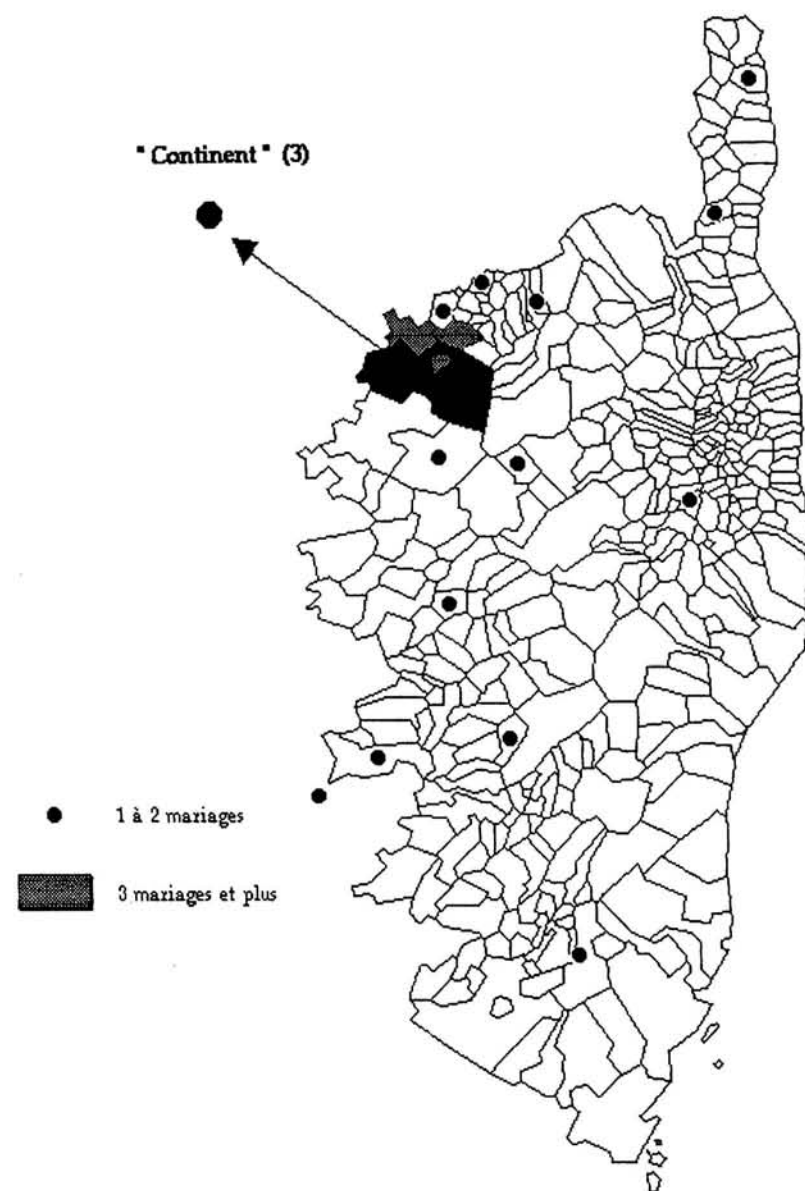 " Continent " (3)
1 à 2 mariages
3 mariages et plus